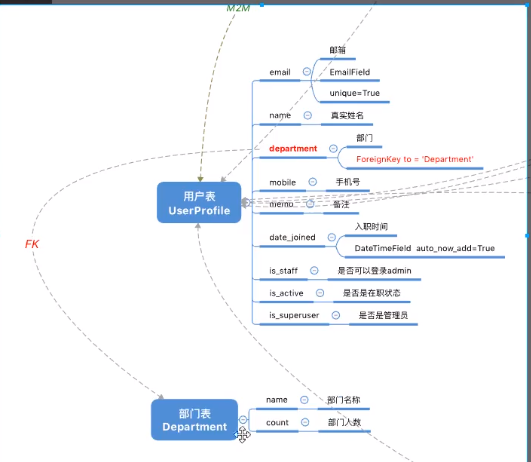 M2M
邮箱
email
EmailField
unique=True
name
真实姓名
部门
department
ForeignKey to = 'Department'
mobile
手机号
用户表
UserProfile
memo
备注
入职时间
date_joined
DateTimeField auto_now_add=True
FK
is_staff
是否可以登录admin
is_active
是否是在职状态
is_superuser
是否是管理员
部门表
Department
name
部门名称
count
部门人数